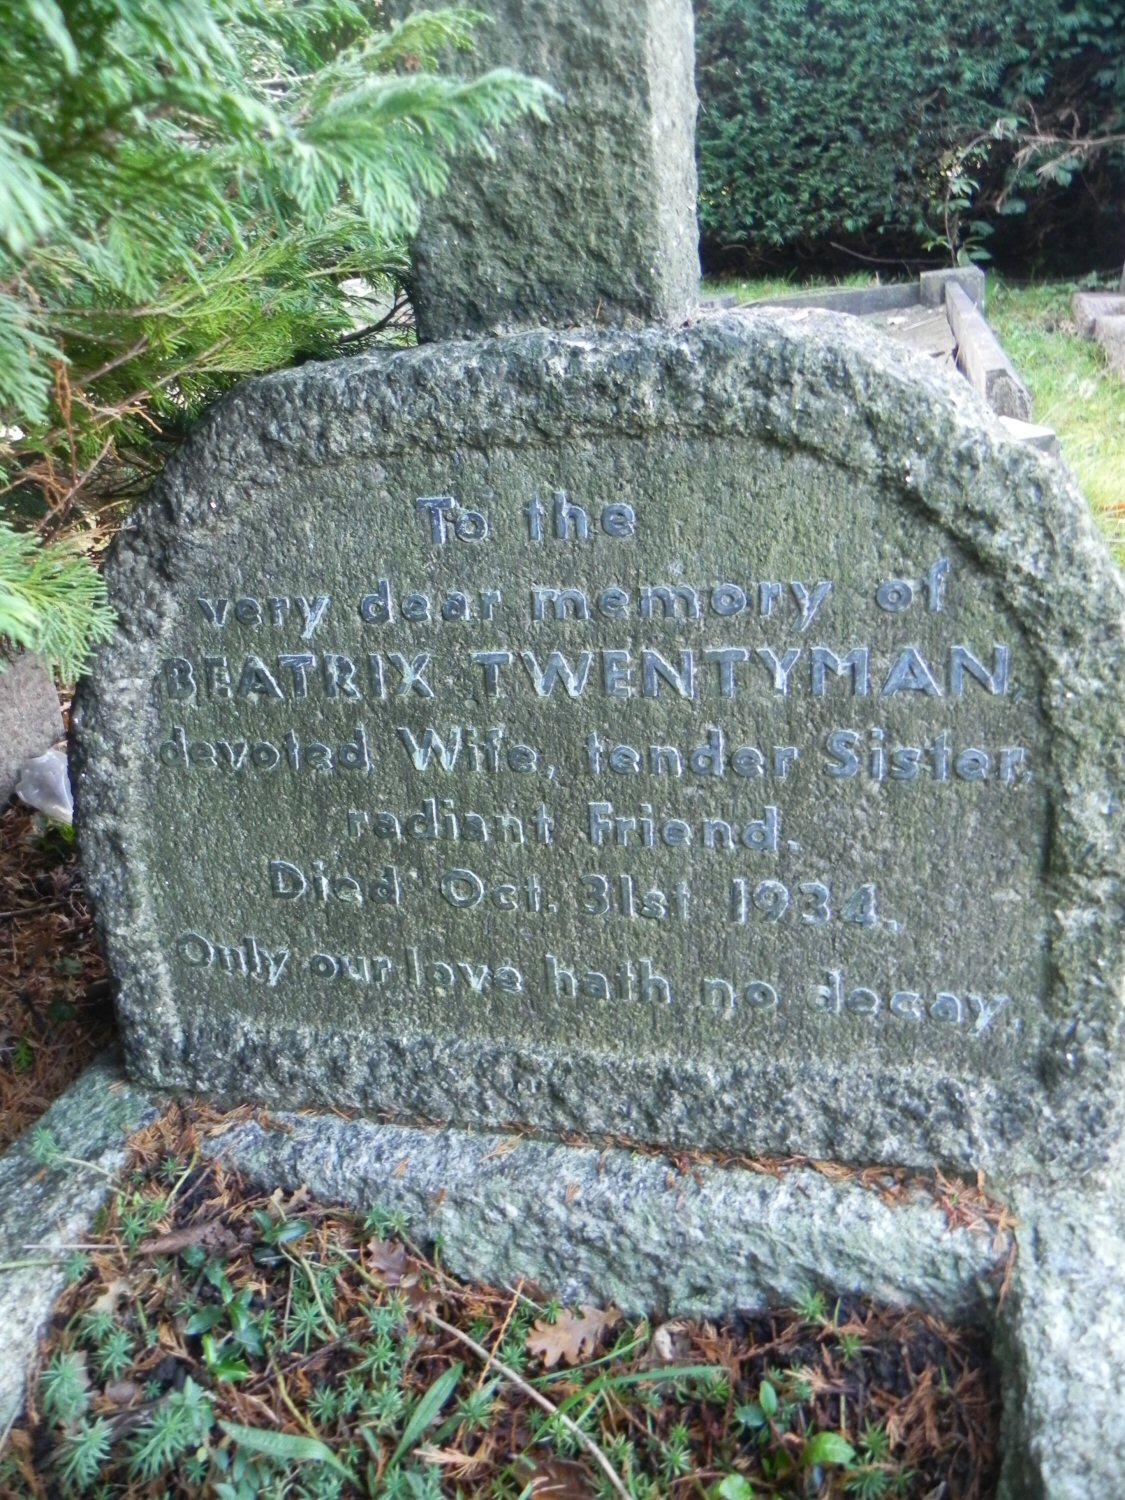 To the
very dear memory of
BEATRIX TWENTYMAN,
devoted Wife, tender Sister,
radiant Friend.
Died Oct. 31st 1934.
Only our love hath no decay.